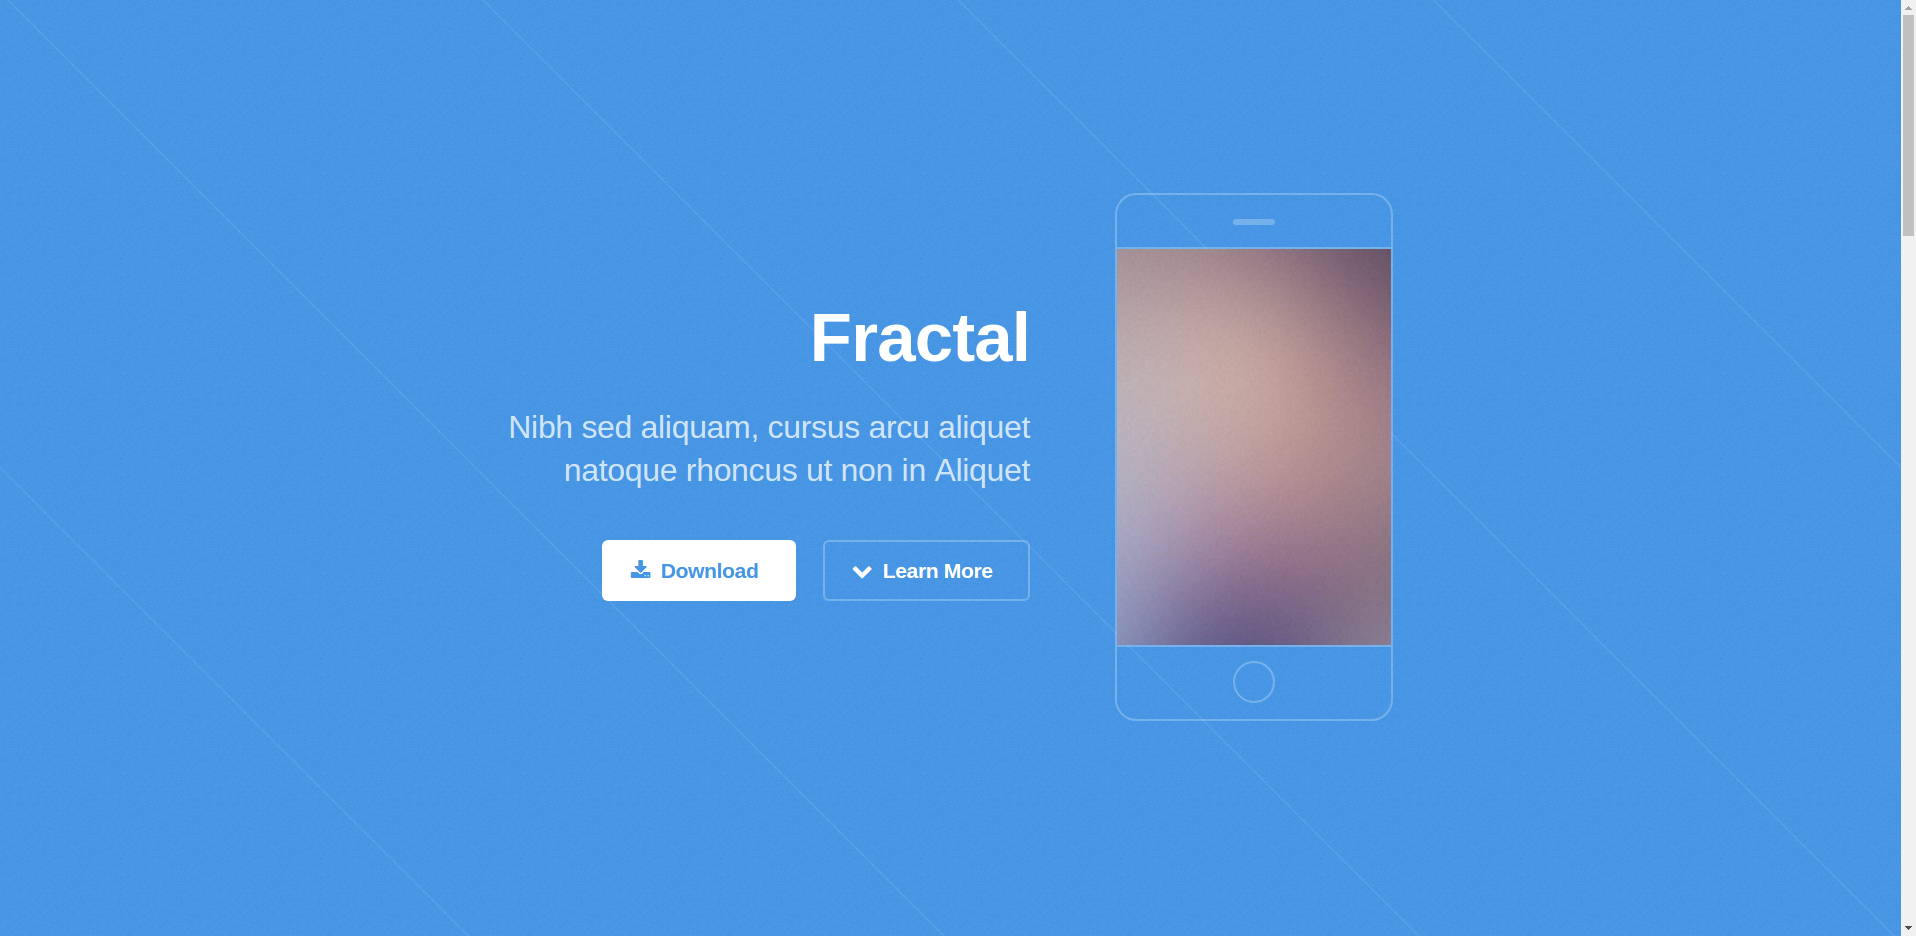 Fractal
Nibh sed aliquam, cursus arcu aliquet
natoque rhoncus ut non in Aliquet
Download
Learn More